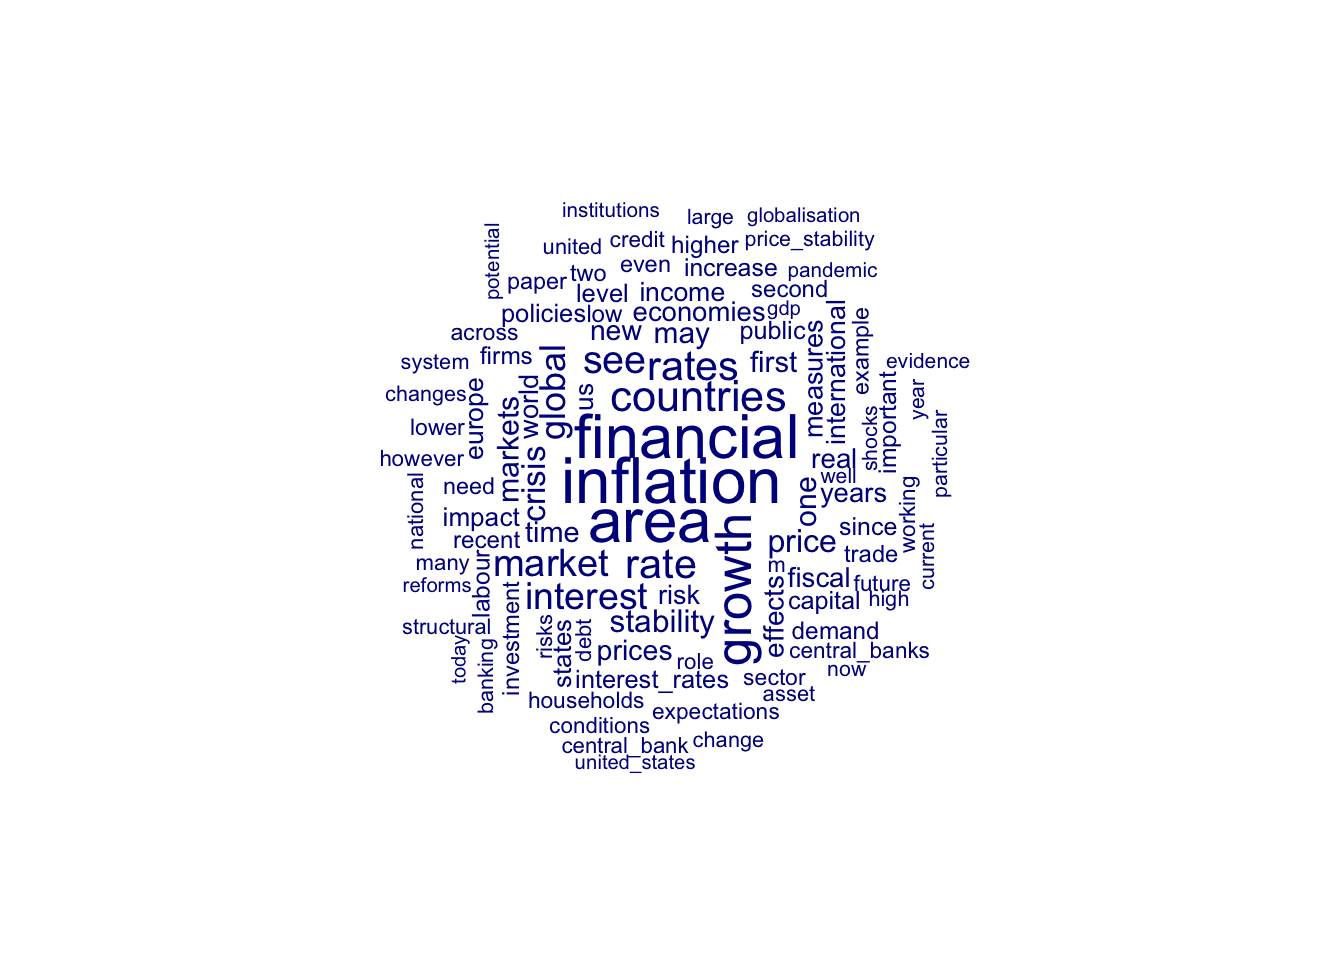 institutions
large
globalisation
potential
united
credit
higher
price_stability
paper
two
even
increase
pandemic
level
income
second
policies
low
economies
gdp
across
new
may
public
measures
international
example
system
firms
global
see
rates
first
evidence
changes
europe
world
us
countries
important
year
lower
markets
financial
shocks
particular
however
crisis
inflation
real
well
need
one
years
national
impact
time
area
growth
price
since
working
recent
trade
current
many
labour
market
rate
m
fiscal
future
reforms
investment
interest
risk
effects
capital
high
structural
risks
states
debt
stability
demand
today
banking
prices
role
central_banks
interest_rates
sector
now
households
asset
expectations
conditions
central_bank
change
united_states